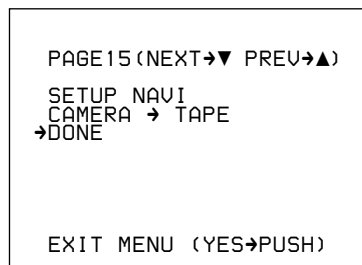 PAGE15(NEXT→▼ PREV→▲)
SETUP NAVI
CAMERA → TAPE
→DONE
EXIT MENU (YES→PUSH)